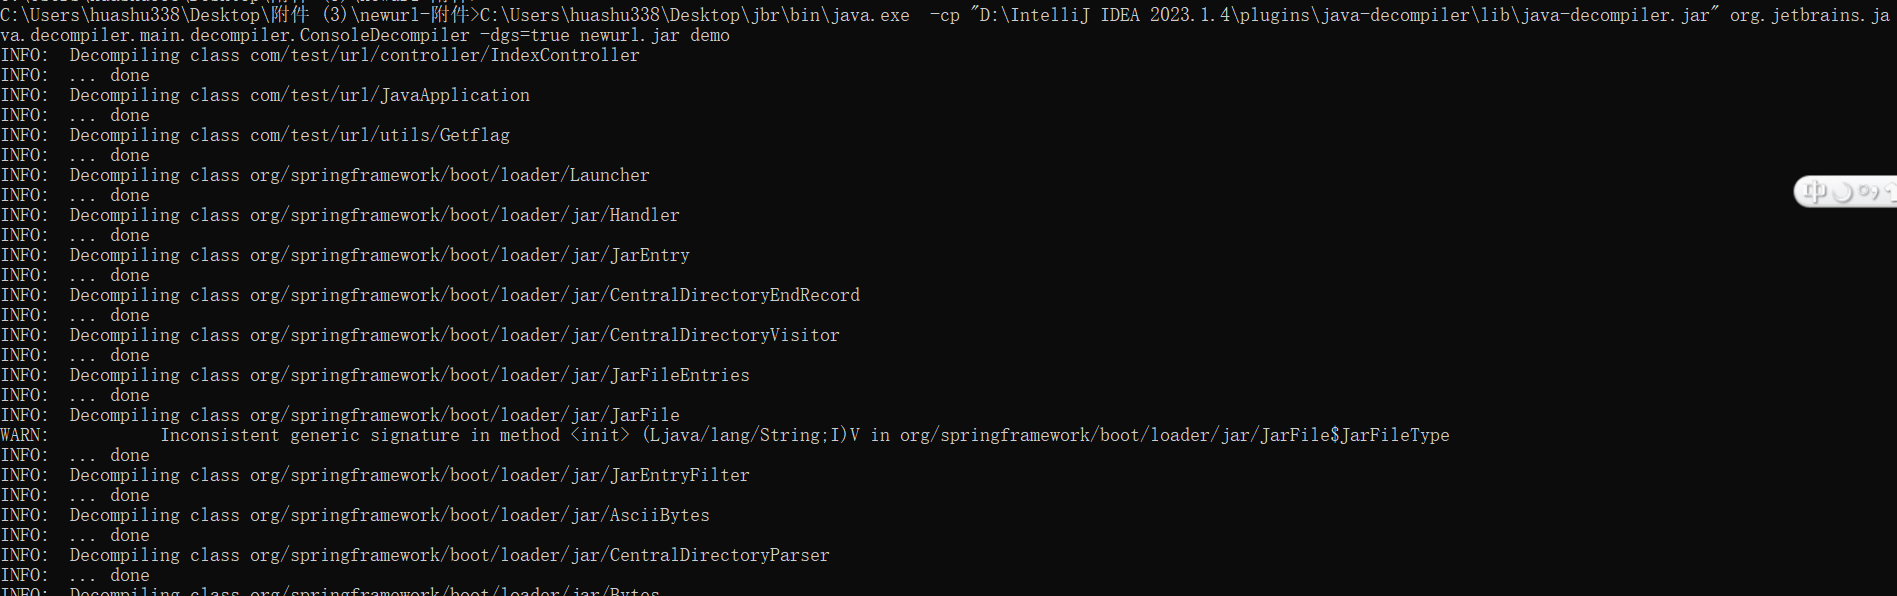 C:\Users\huashu338\Desktop\附件 (3)\newurl-附件>C:\Users\huashu338\Desktop\jbr\bin\java.exe  -cp "D:\IntelliJ IDEA 2023.1.4\plugins\java-decompiler\lib\java-decompiler.jar" org.jetbrains.ja
va.decompiler.main.decompiler.ConsoleDecompiler -dgs=true newurl.jar demo
INFO:  Decompiling class com/test/url/controller/IndexController
INFO:  ... done
INFO:  Decompiling class com/test/url/JavaApplication
INFO:  ... done
INFO:  Decompiling class com/test/url/utils/Getflag
INFO:  ... done
INFO:  Decompiling class org/springframework/boot/loader/Launcher
INFO:  ... done
INFO:  Decompiling class org/springframework/boot/loader/jar/Handler
INFO:  ... done
INFO:  Decompiling class org/springframework/boot/loader/jar/JarEntry
INFO:  ... done
INFO:  Decompiling class org/springframework/boot/loader/jar/CentralDirectoryEndRecord
INFO:  ... done
INFO:  Decompiling class org/springframework/boot/loader/jar/CentralDirectoryVisitor
INFO:  ... done
INFO:  Decompiling class org/springframework/boot/loader/jar/JarFileEntries
INFO:  ... done
INFO:  Decompiling class org/springframework/boot/loader/jar/JarFile
WARN:           Inconsistent generic signature in method <init> (Ljava/lang/String;I)V in org/springframework/boot/loader/jar/JarFile$JarFileType
INFO:  ... done
INFO:  Decompiling class org/springframework/boot/loader/jar/JarEntryFilter
INFO:  ... done
INFO:  Decompiling class org/springframework/boot/loader/jar/AsciiBytes
INFO:  ... done
INFO:  Decompiling class org/springframework/boot/loader/jar/CentralDirectoryParser
INFO:  ... done
INFO:  Decompiling class org/springframework/boot/loader/jar/Bytes
中